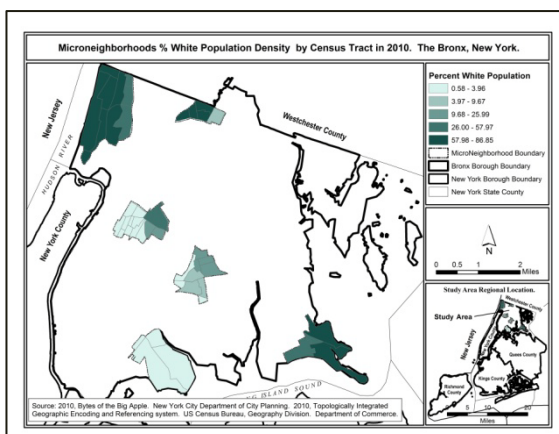 Microneighborhoods % White Population Density by Census Tract in 2010. The Bronx, New York.
Percent White Population
0.58 - 3.96
3.97 - 9.67
9.68 - 25.99
26.00 - 57.97
57.98 - 86.85
MicroNeighborhood Boundary
Bronx Borough Boundary
New York Borough Boundary
New York State County
New Jersey
HUDSON RIVER
New York County
Westchester County
ISLAND SOUND
N
0 0.5 1 2
Miles
Study Area Regional Location.
Westchester County
Study Area
New Jersey
New York County
Queens County
Kings County
Richmond County
0 5 10 20
Miles
Source: 2010, Bytes of the Big Apple. New York City Department of City Planning. 2010, Topologically Integrated
Geographic Encoding and Referencing system. US Census Bureau, Geography Division. Department of Commerce.